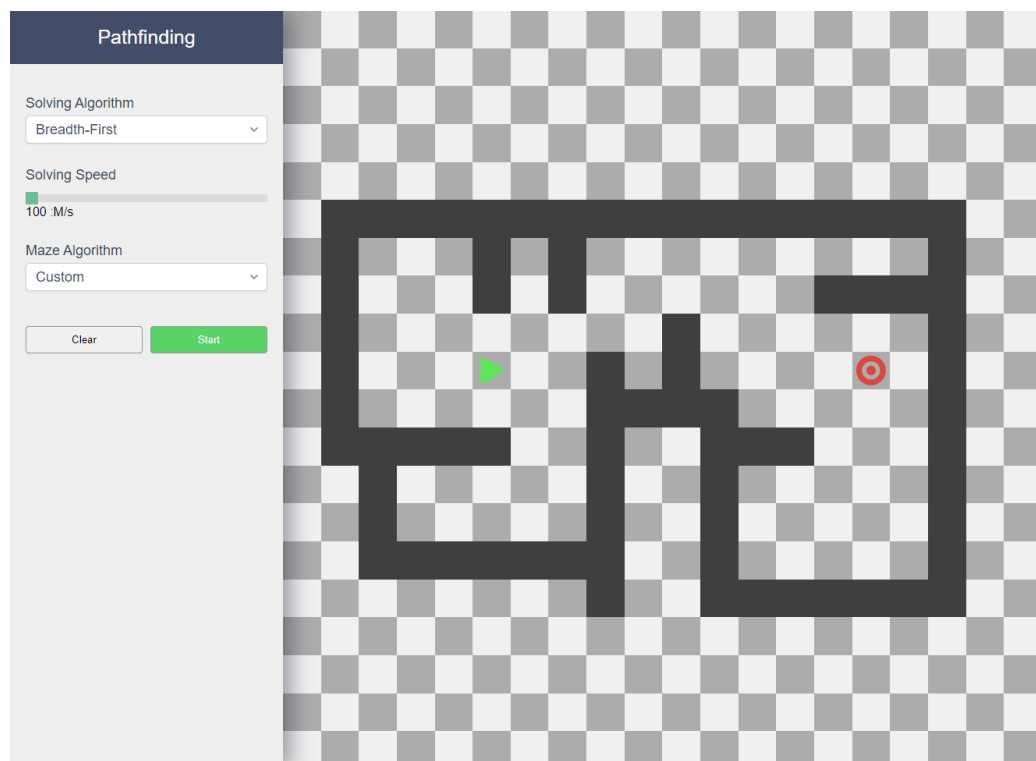 Pathfinding
Solving Algorithm
Breadth-First
Solving Speed
100 :M/s
Maze Algorithm
Custom
Clear Start